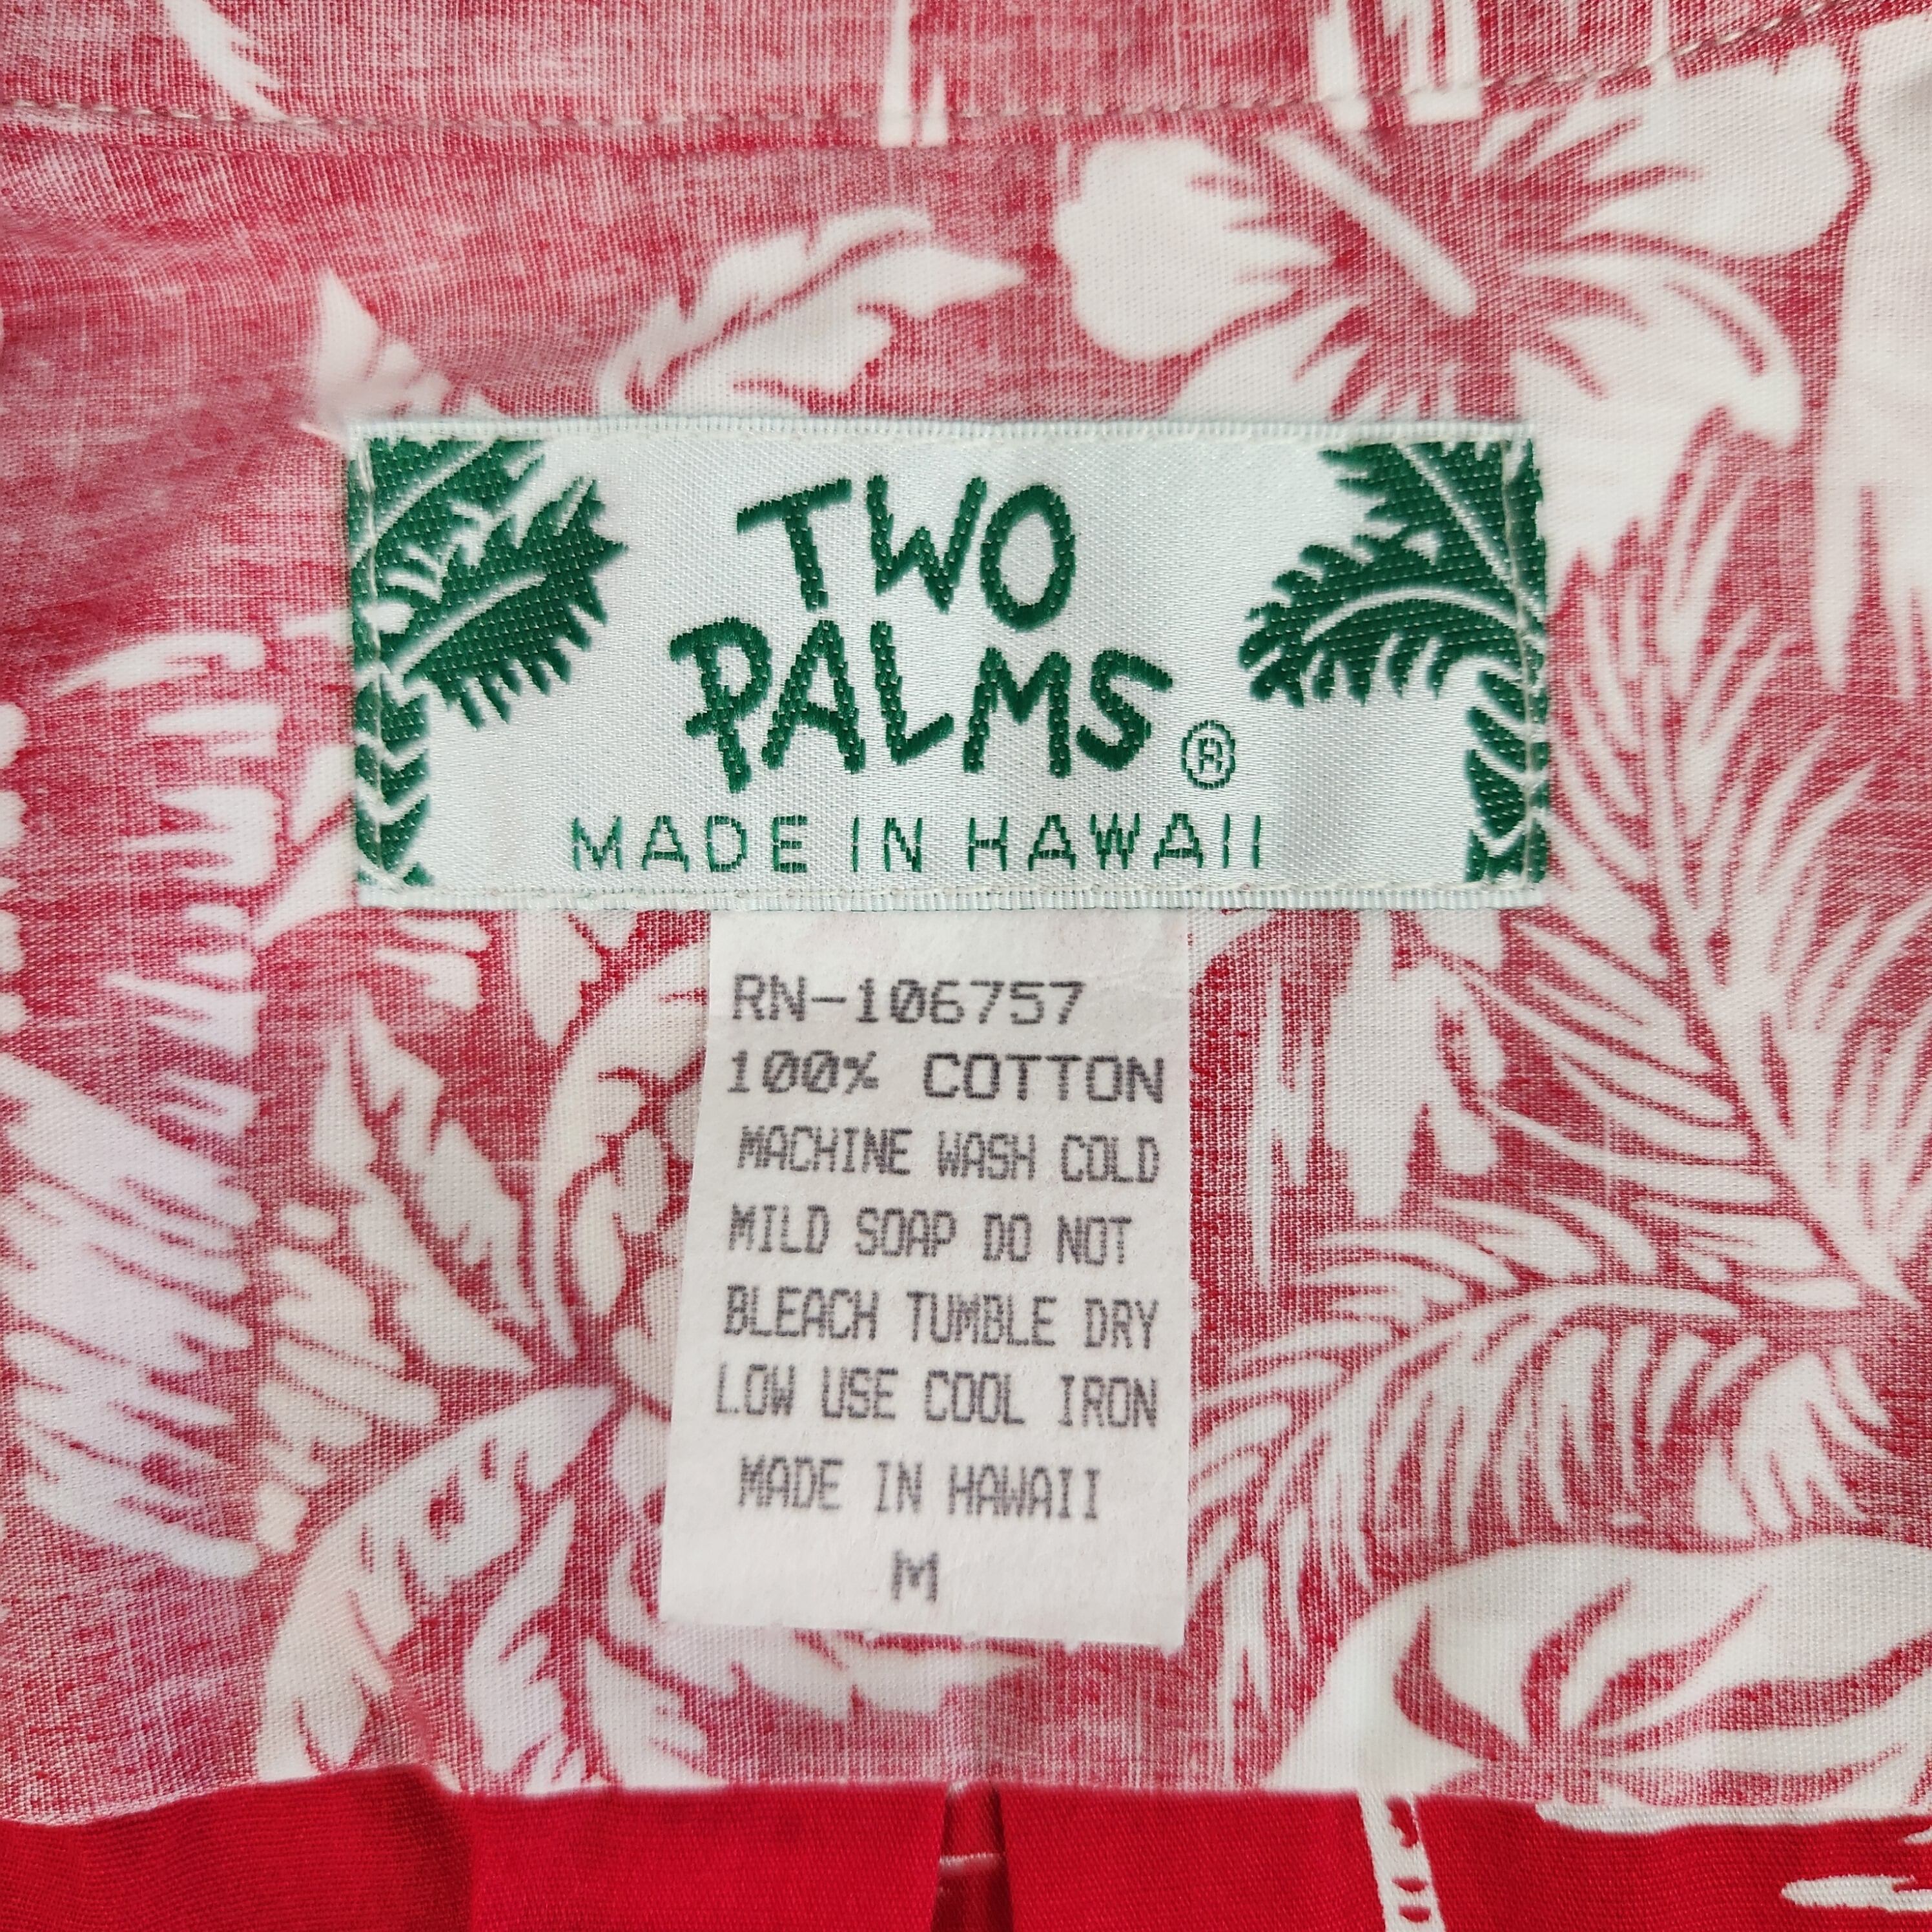 TWO
PALMS®
MADE IN HAWAII
RN-106757
100% COTTON
MACHINE WASH COLD
MILD SOAP DO NOT
BLEACH TUMBLE DRY
LOW USE COOL IRON
MADE IN HAWAII
M